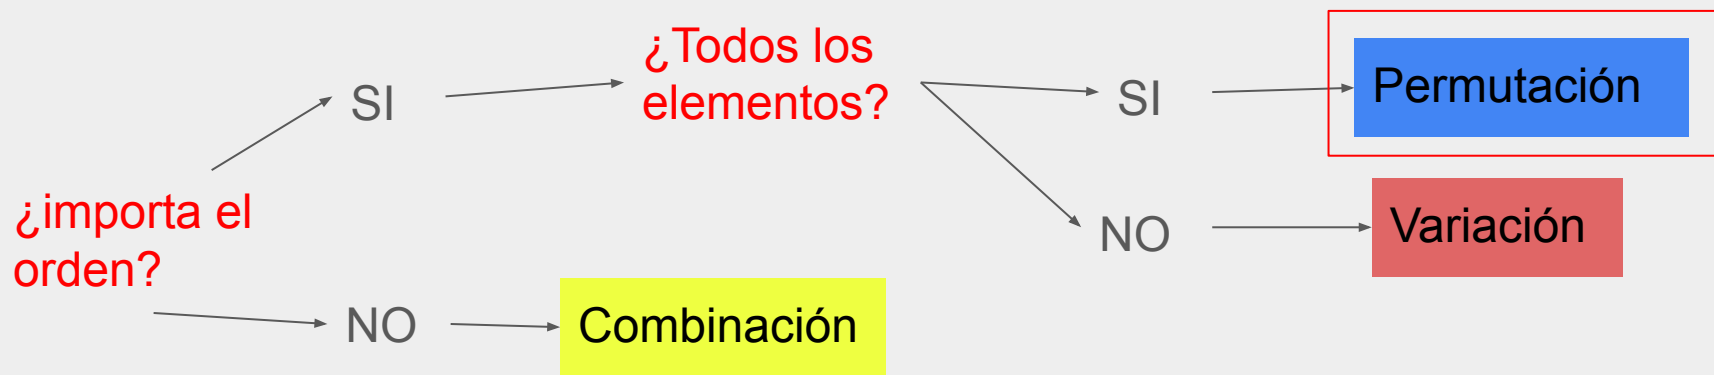 ¿importa el
orden?
SI
¿Todos los
elementos?
SI
Permutación
NO
Variación
NO
Combinación